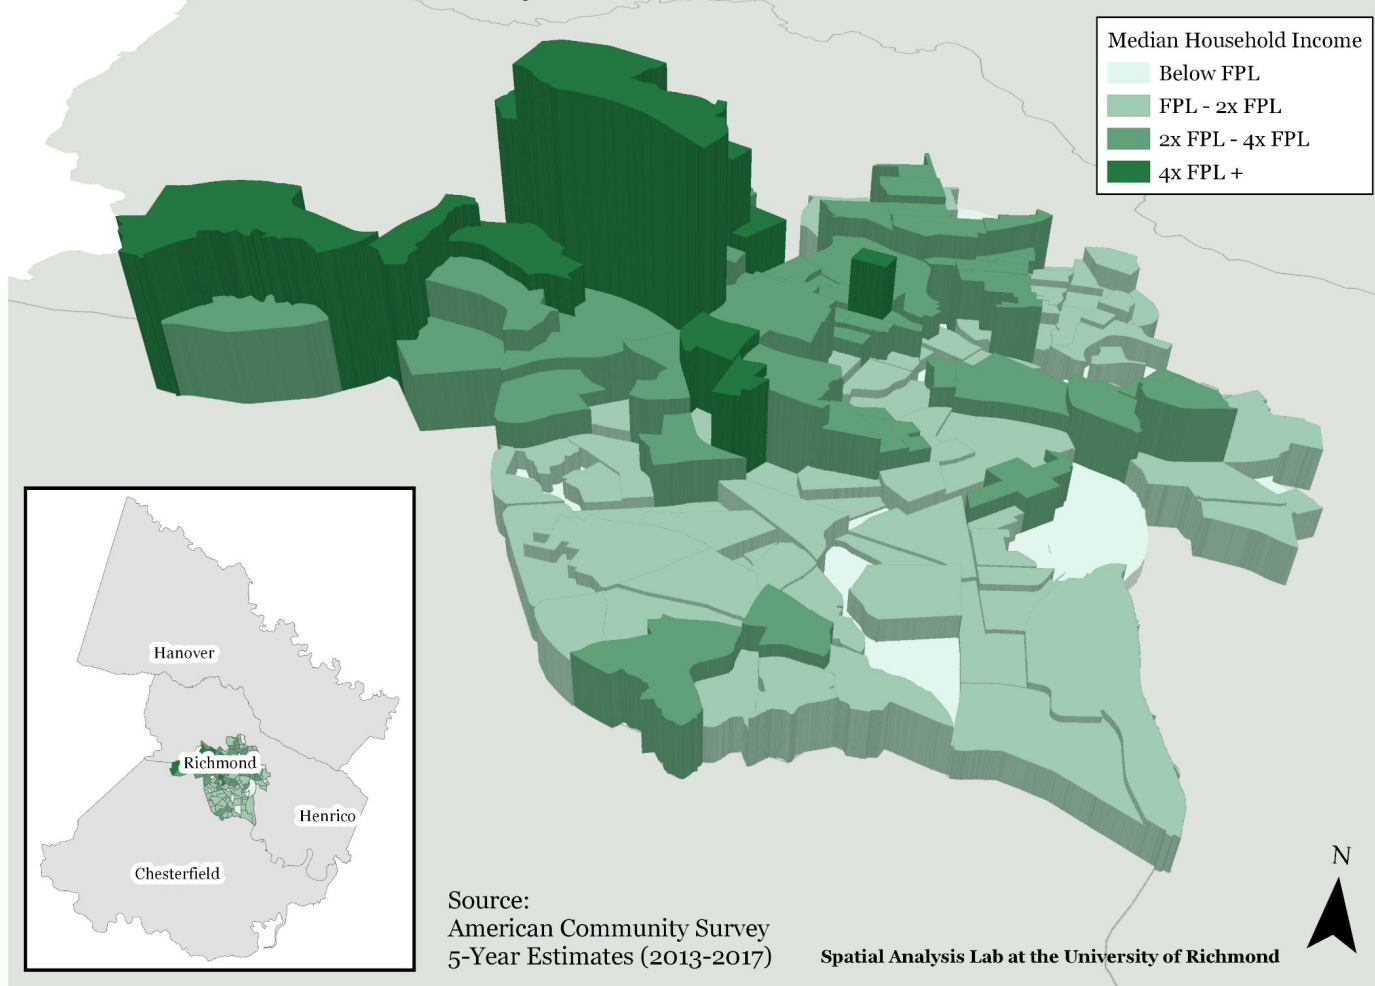 Median Household Income
Below FPL
FPL - 2x FPL
2x FPL - 4x FPL
4x FPL +
Hanover
Richmond
Henrico
Chesterfield
Source:
American Community Survey
5-Year Estimates (2013-2017)
Spatial Analysis Lab at the University of Richmond
N